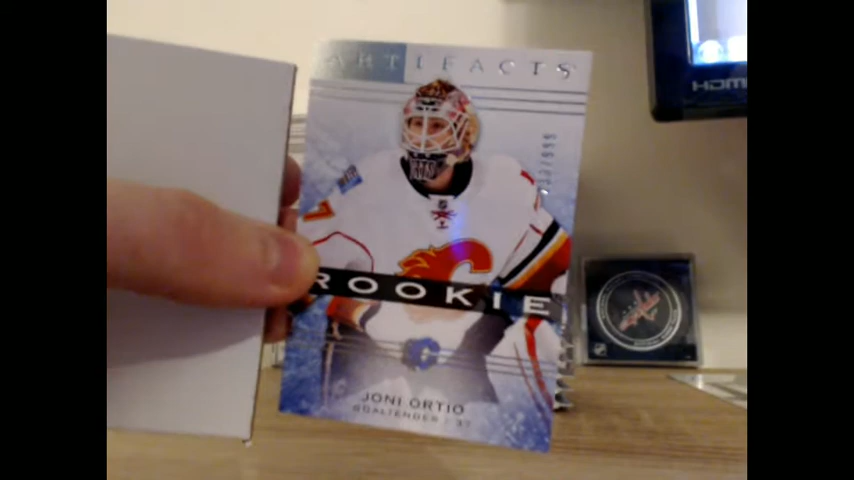 HDMI
ARTIFACTS
ROOKIE
JONI ORTIO
GOALTENDER / 37